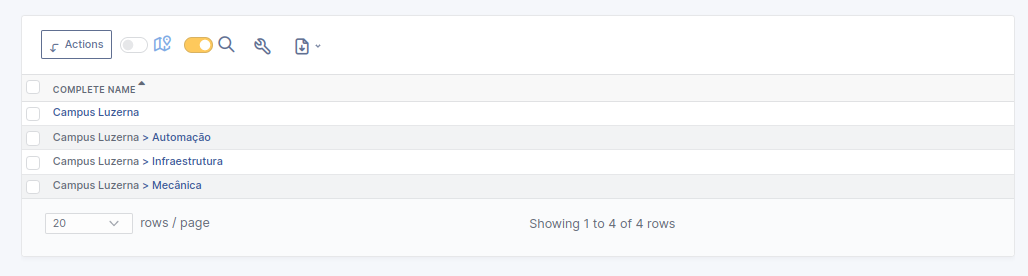 Actions
COMPLETE NAME
Campus Luzerna
Campus Luzerna > Automação
Campus Luzerna > Infraestrutura
Campus Luzerna > Mecânica
20 rows / page Showing 1 to 4 of 4 rows